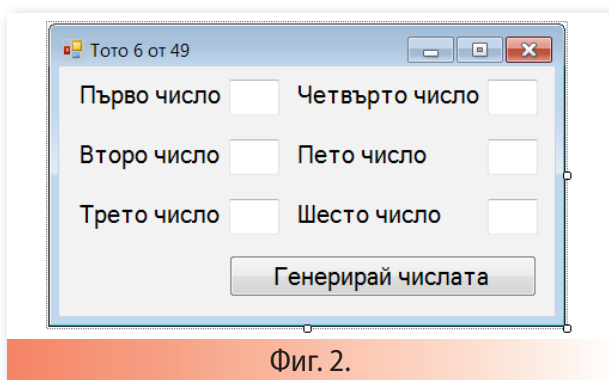 Тото 6 от 49
Първо число Четвърто число
Второ число Пето число
Трето число Шесто число
Генерирай числата
Фиг. 2.